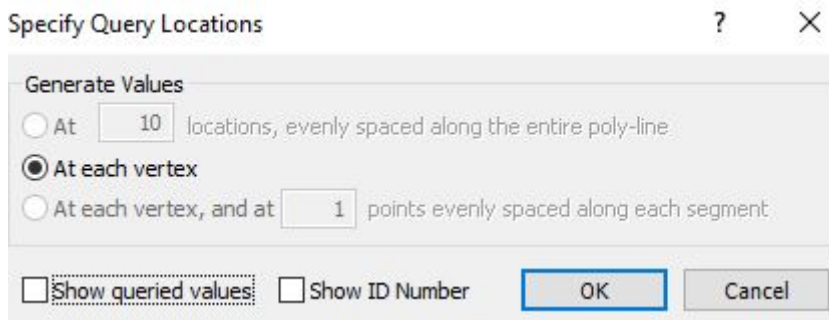 Specify Query Locations ? ×
Generate Values
At 10 locations, evenly spaced along the entire poly-line
At each vertex
At each vertex, and at 1 points evenly spaced along each segment
Show queried values Show ID Number OK Cancel